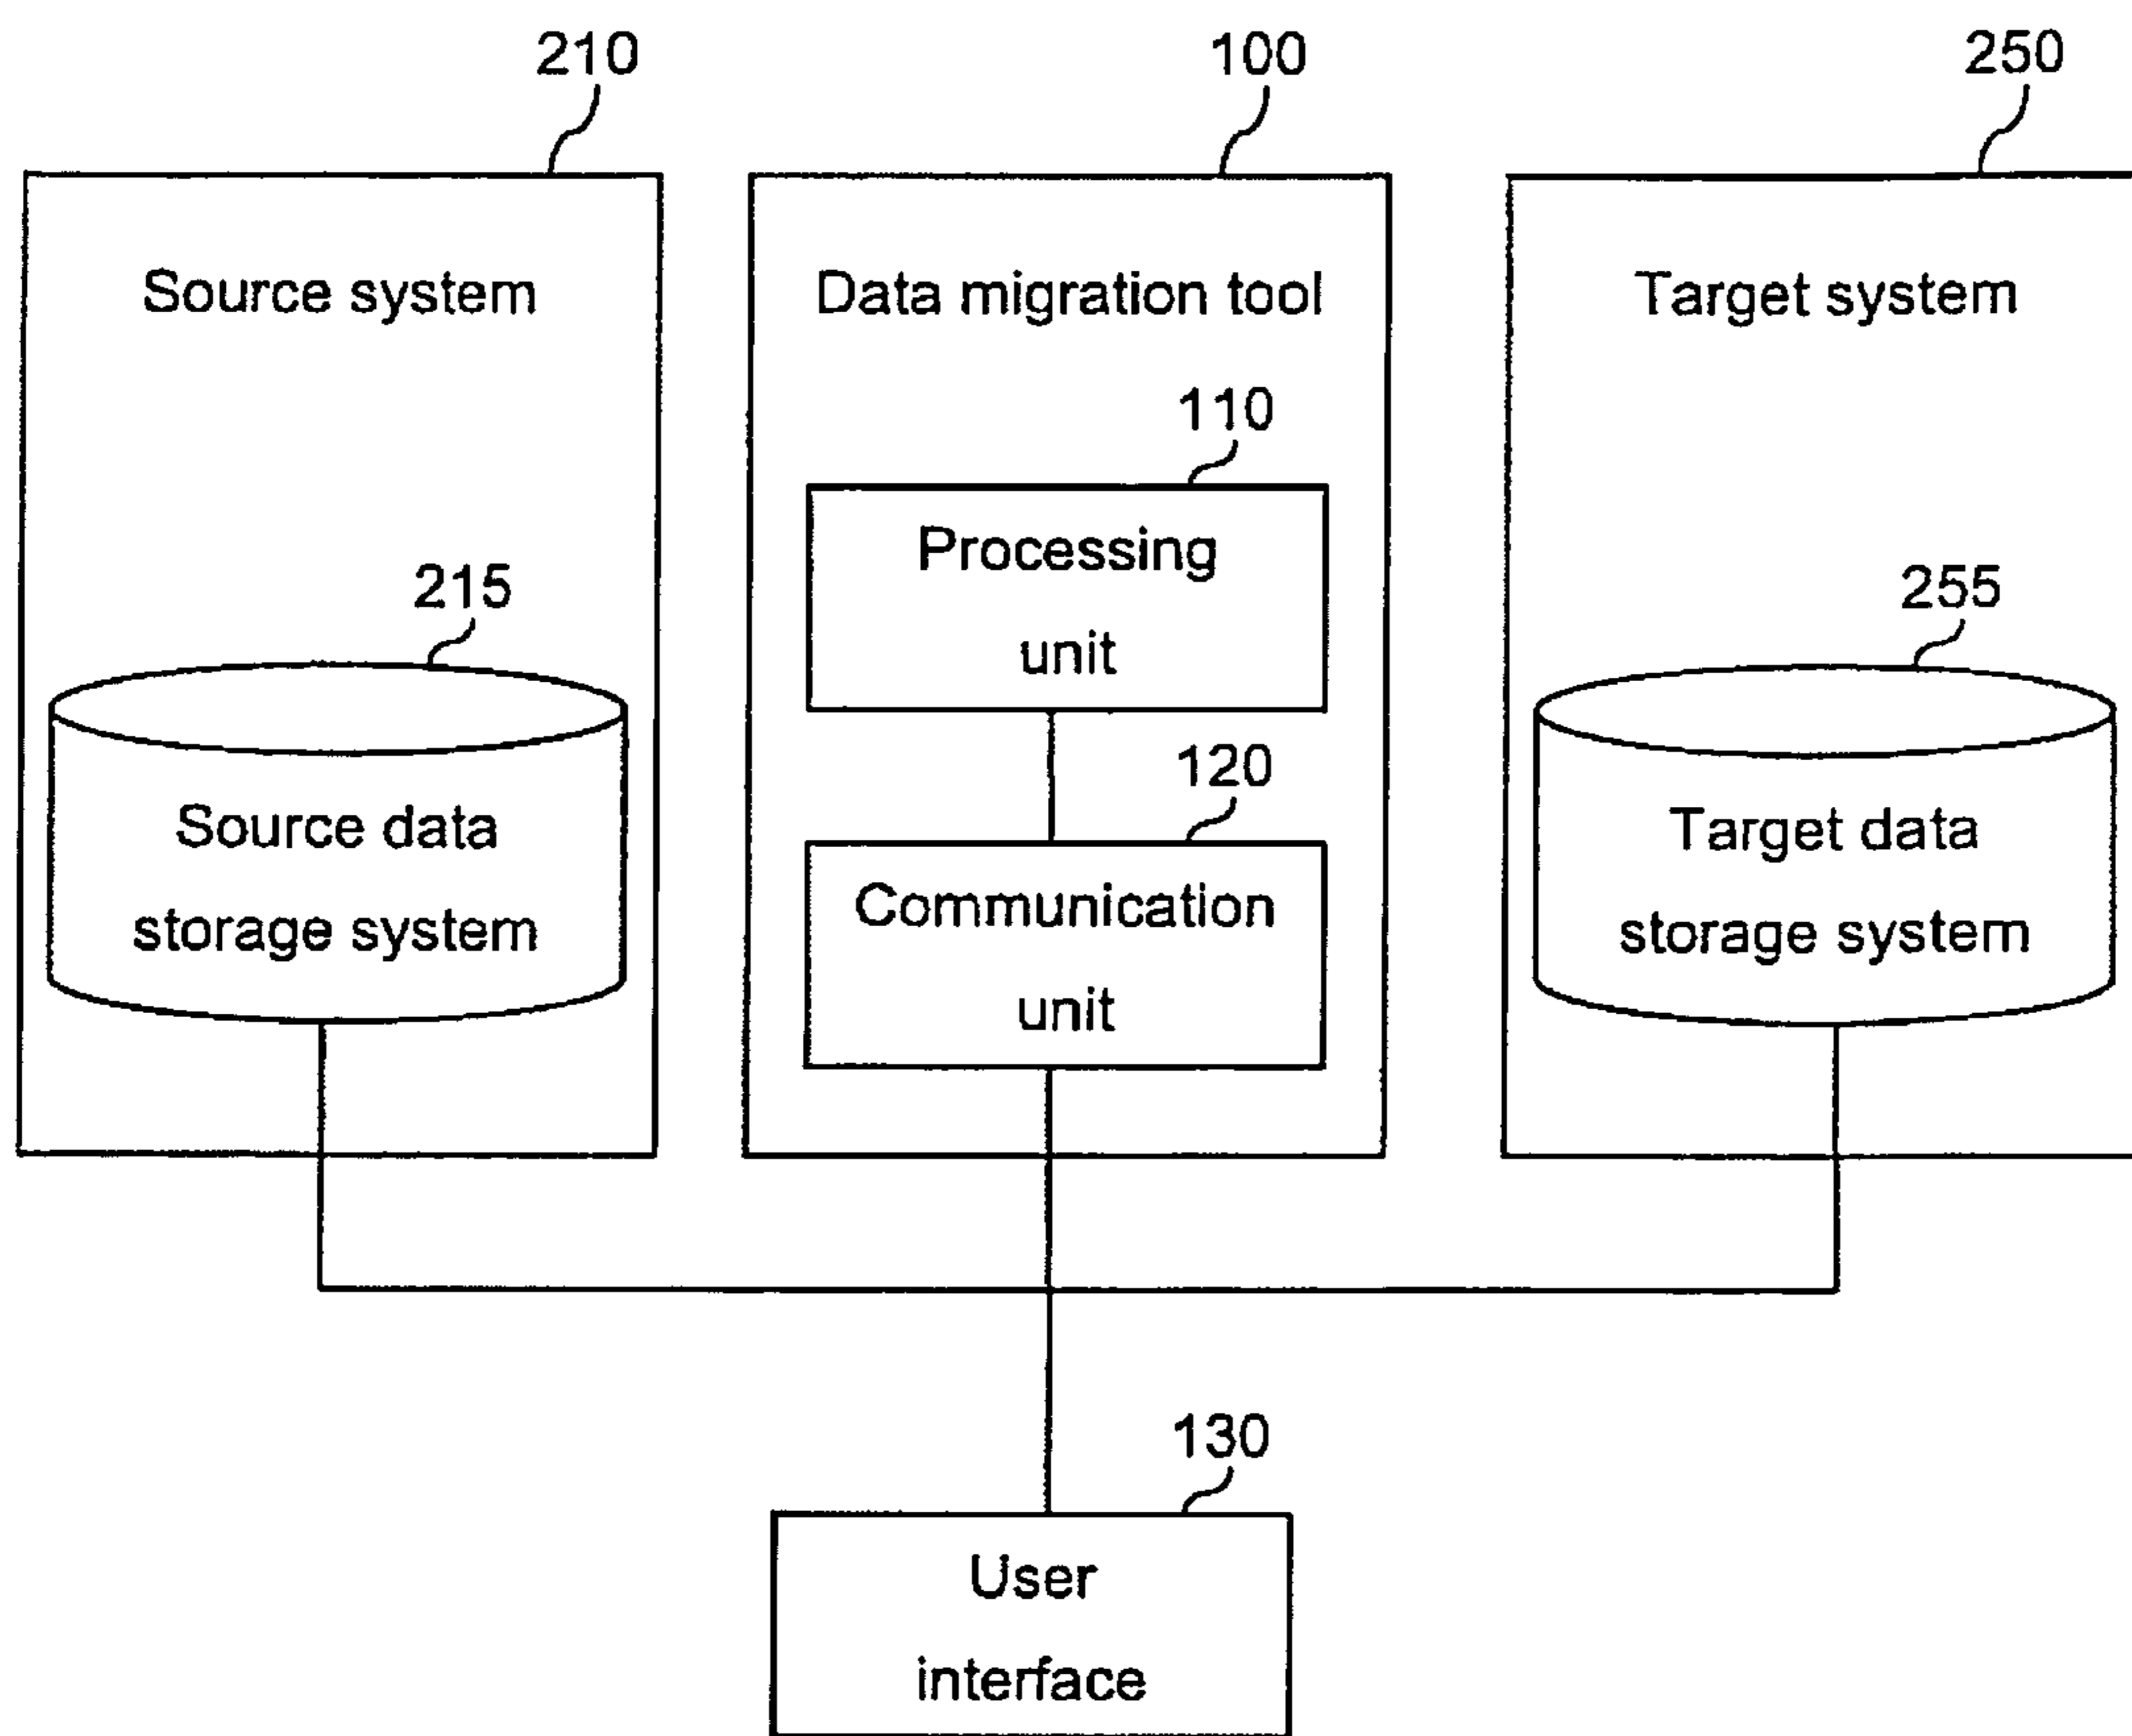 210
100
250
Source system
Data migration tool
Target system
110
Processing
unit
215
255
120
Source data
storage system
Communication
unit
Target data
storage system
130
User
interface